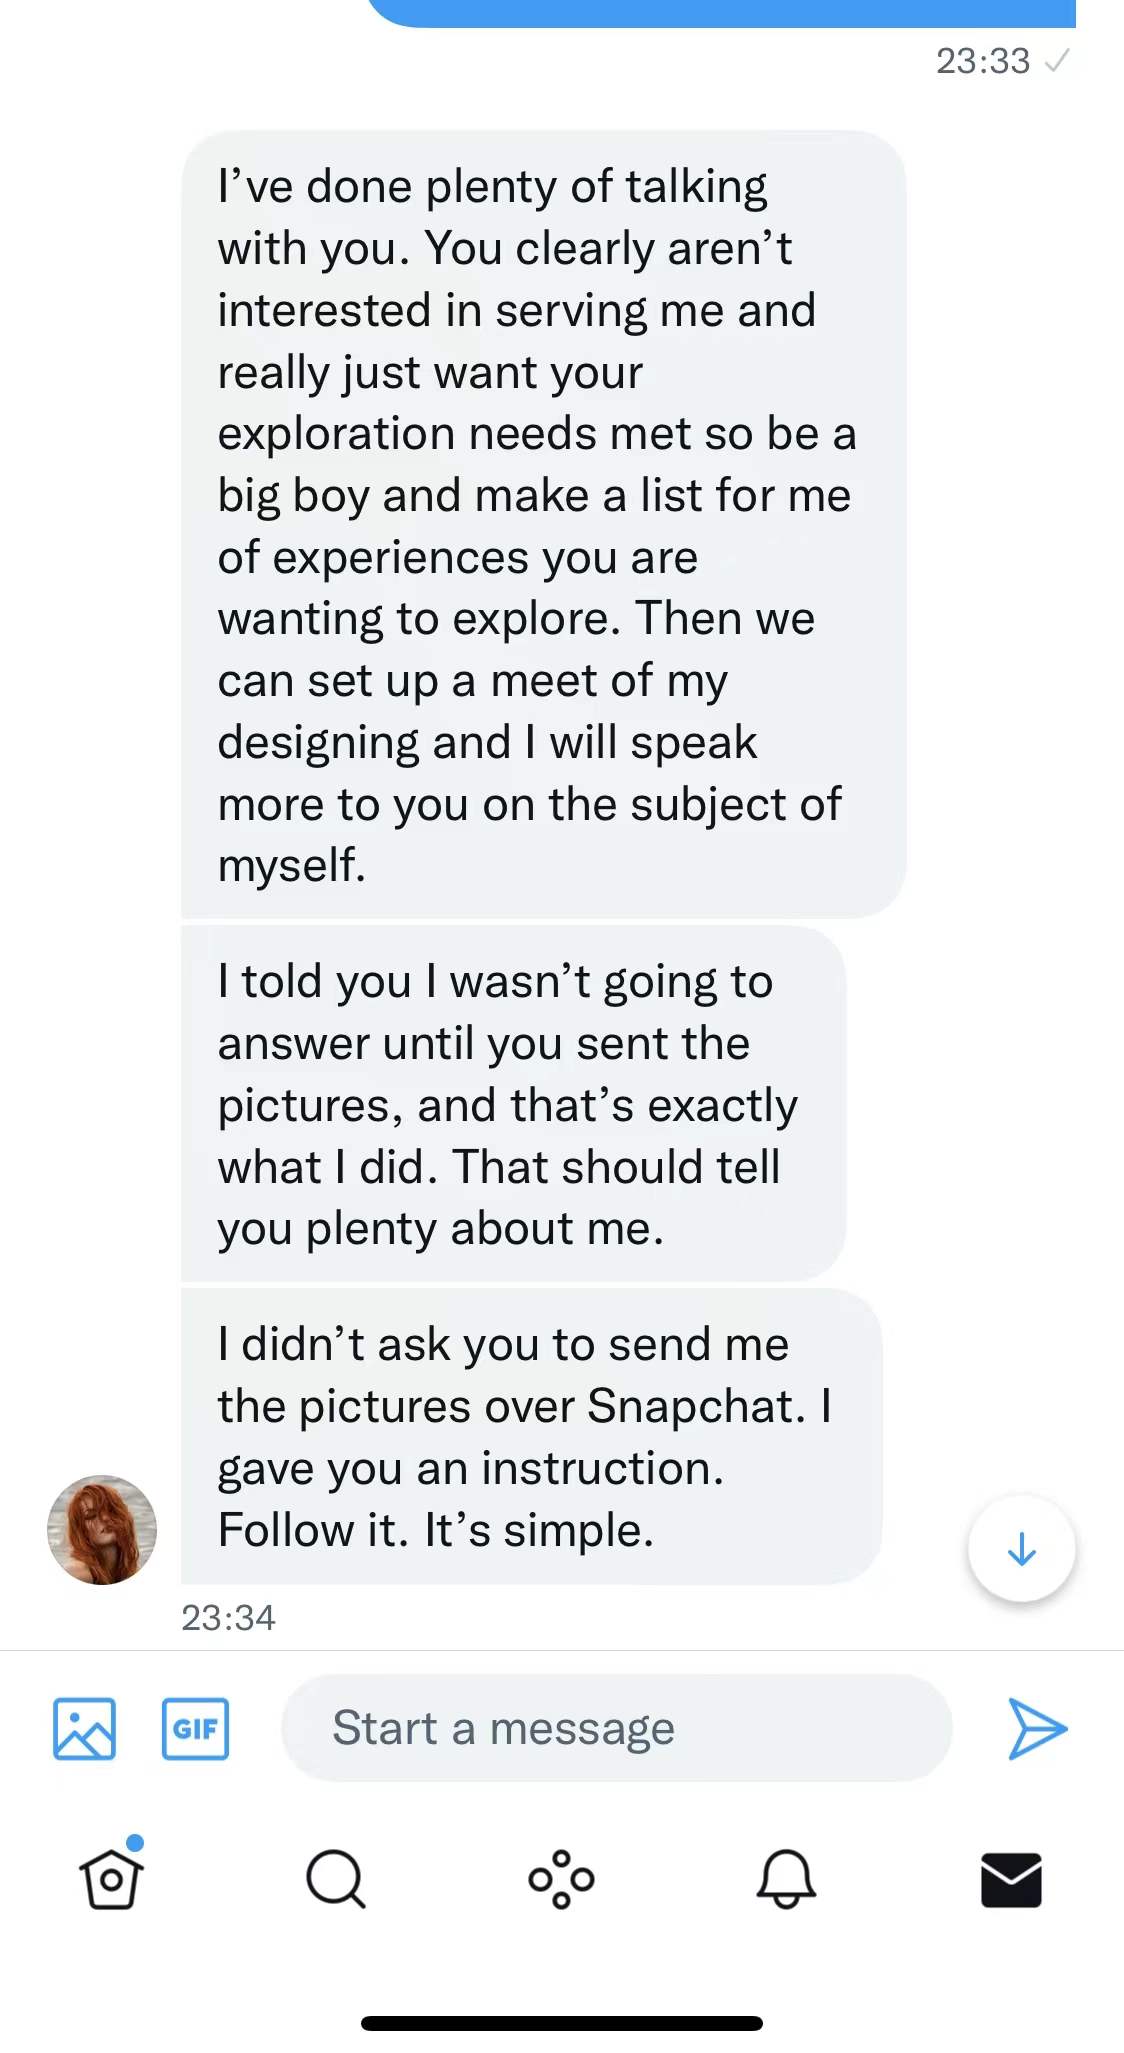 23:33
I’ve done plenty of talking
with you. You clearly aren’t
interested in serving me and
really just want your
exploration needs met so be a
big boy and make a list for me
of experiences you are
wanting to explore. Then we
can set up a meet of my
designing and I will speak
more to you on the subject of
myself.
I told you I wasn’t going to
answer until you sent the
pictures, and that’s exactly
what I did. That should tell
you plenty about me.
I didn’t ask you to send me
the pictures over Snapchat. I
gave you an instruction.
Follow it. It’s simple.
23:34
GIF
Start a message